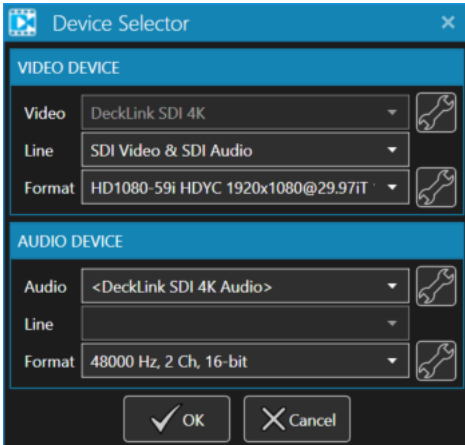 Device Selector
VIDEO DEVICE
Video DeckLink SDI 4K
Line SDI Video & SDI Audio
Format HD1080-59i HDYC 1920x1080@29.97iT
AUDIO DEVICE
Audio <DeckLink SDI 4K Audio>
Line
Format 48000 Hz, 2 Ch, 16-bit
OK Cancel